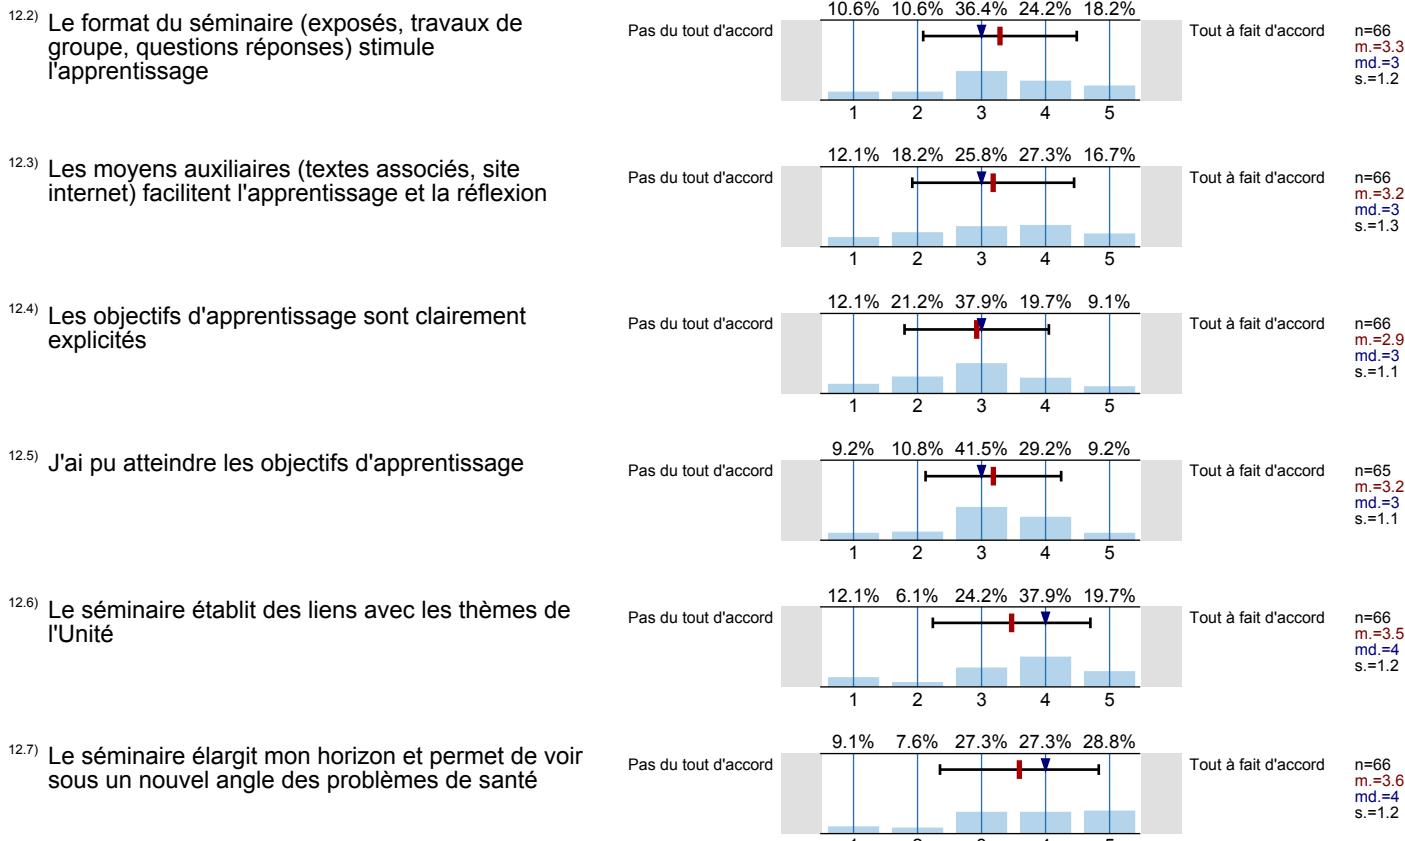 12.2) Le format du séminaire (exposés, travaux de
groupe, questions réponses) stimule
l'apprentissage
Pas du tout d'accord
10.6% 10.6% 36.4% 24.2% 18.2%
1 2 3 4 5
Tout à fait d'accord
n=66
m.=3.3
md.=3
s.=1.2
12.3) Les moyens auxiliaires (textes associés, site
internet) facilitent l'apprentissage et la réflexion
Pas du tout d'accord
12.1% 18.2% 25.8% 27.3% 16.7%
1 2 3 4 5
Tout à fait d'accord
n=66
m.=3.2
md.=3
s.=1.3
12.4) Les objectifs d'apprentissage sont clairement
explicités
Pas du tout d'accord
12.1% 21.2% 37.9% 19.7% 9.1%
1 2 3 4 5
Tout à fait d'accord
n=66
m.=2.9
md.=3
s.=1.1
12.5) J'ai pu atteindre les objectifs d'apprentissage
Pas du tout d'accord
9.2% 10.8% 41.5% 29.2% 9.2%
1 2 3 4 5
Tout à fait d'accord
n=65
m.=3.2
md.=3
s.=1.1
12.6) Le séminaire établit des liens avec les thèmes de
l'Unité
Pas du tout d'accord
12.1% 6.1% 24.2% 37.9% 19.7%
1 2 3 4 5
Tout à fait d'accord
n=66
m.=3.5
md.=4
s.=1.2
12.7) Le séminaire élargit mon horizon et permet de voir
sous un nouvel angle des problèmes de santé
Pas du tout d'accord
9.1% 7.6% 27.3% 27.3% 28.8%
Tout à fait d'accord
n=66
m.=3.6
md.=4
s.=1.2